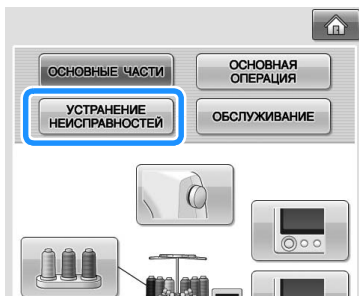 ОСНОВНЫЕ ЧАСТИ
ОСНОВНАЯ
ОПЕРАЦИЯ
УСТРАНЕНИЕ
НЕИСПРАВНОСТЕЙ
ОБСЛУЖИВАНИЕ